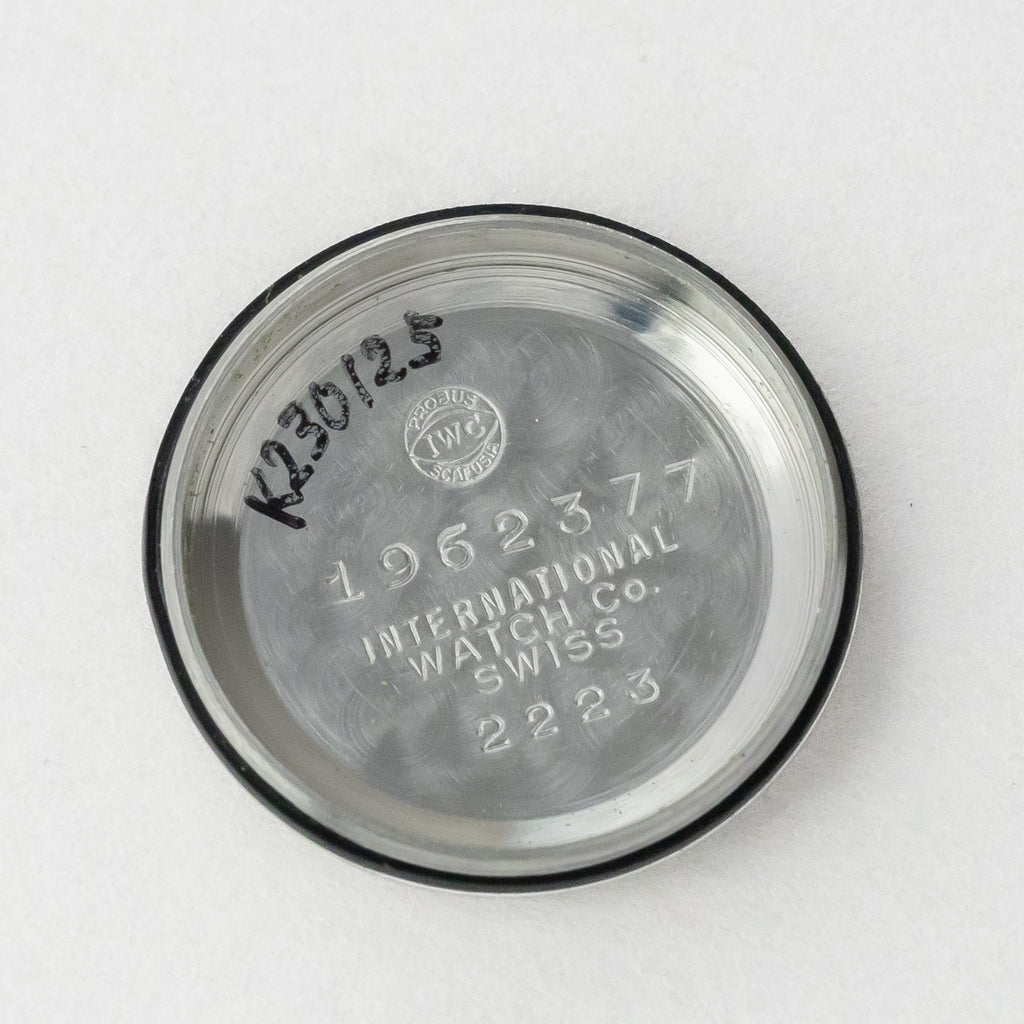 K230125
PROBUS
IWC
SCAFUSIA
1962377
INTERNATIONAL
WATCH Co.
SWISS
2223